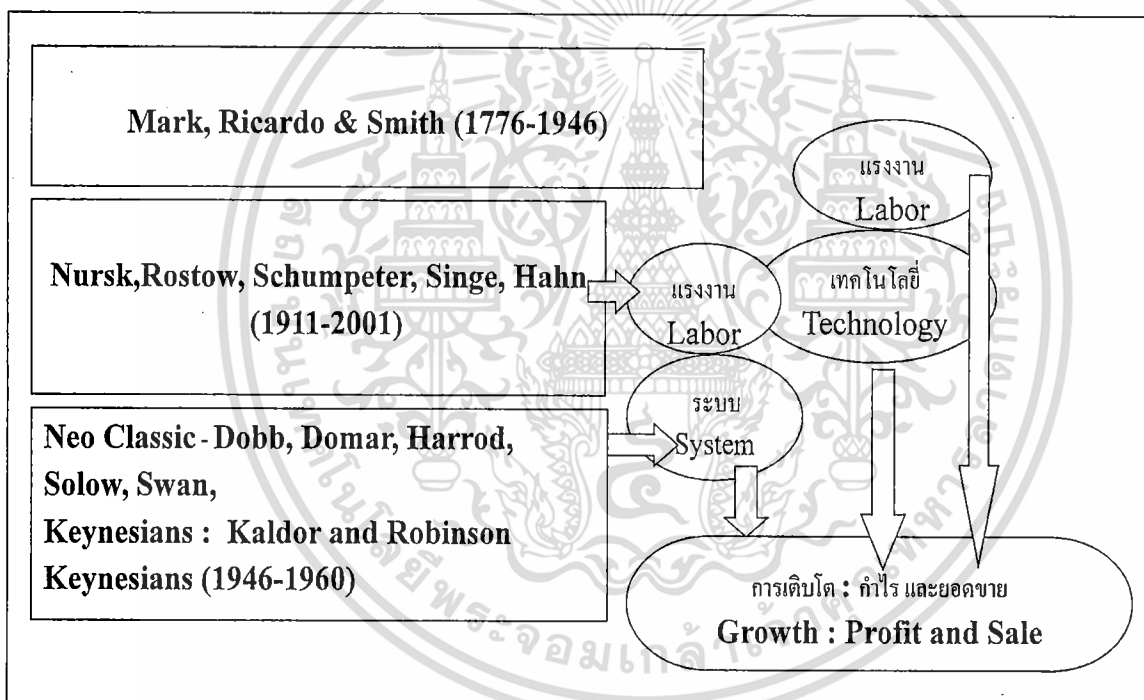 Mark, Ricardo & Smith (1776-1946)
แรงงาน
Labor
Nursk,Rostow, Schumpeter, Singe, Hahn
(1911-2001)
แรงงาน
Labor
เทคโนโลยี่
Technology
ระบบ
System
Neo Classic - Dobb, Domar, Harrod,
Solow, Swan,
Keynesians : Kaldor and Robinson
Keynesians (1946-1960)
การเติบโต : กำไร และยอดขาย
Growth : Profit and Sale